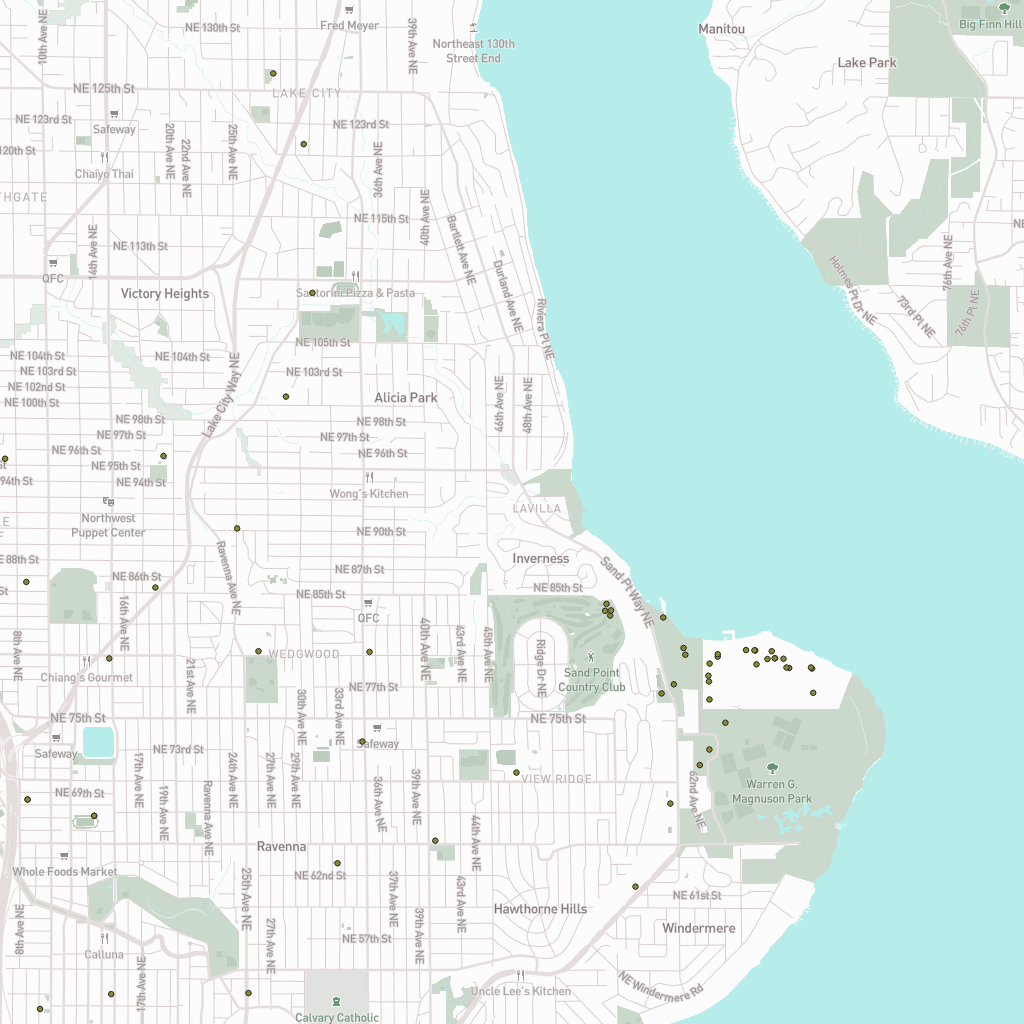 Fred Meyer
Manitou
Big Finn Hill
NE 130th St
10th Ave NE
39th Ave NE
Northeast 130th
Street End
Lake Park
NE 125th St
LAKE CITY
NE 123rd St
Safeway
NE 123rd St
120th St
20th Ave NE
22nd Ave NE
25th Ave NE
36th Ave NE
Chaiyo Thai
THGATE
40th Ave NE
NE 115th St
Bartlett Ave NE
14th Ave NE
NE 113th St
76th Ave NE
NE
QFC
Victory Heights
Santorini Pizza & Pasta
Durland Ave NE
Riviera Pl NE
Holmes Pt Dr NE
73rd Pl NE
76th Pl NE
NE 105th St
NE 104th St
NE 104th St
NE 103rd St
NE 103rd St
NE 102nd St
NE 100th St
Lake City Way NE
Alicia Park
46th Ave NE
48th Ave NE
NE 98th St
NE 98th St
NE 97th St
NE 97th St
NE 96th St
NE 96th St
St
NE 95th St
94th St
NE 94th St
Wong's Kitchen
LAVILLA
Northwest
Puppet Center
LE
F
NE 90th St
Ravenna Ave NE
Inverness
Sand Pt Way NE
NE 88th St
NE 87th St
NE 86th St
NE 85th St
NE 85th St
St
16th Ave NE
QFC
8th Ave NE
40th Ave NE
43rd Ave NE
45th Ave NE
Ridge Dr NE
WEDGWOOD
Chiang's Gourmet
21st Ave NE
Sand Point
Country Club
30th Ave NE
33rd Ave NE
NE 77th St
NE 75th St
NE 75th St
Safeway
NE 73rd St
Safeway
17th Ave NE
24th Ave NE
27th Ave NE
29th Ave NE
VIEW RIDGE
Warren G.
Magnuson Park
62nd Ave NE
NE 69th St
19th Ave NE
Ravenna Ave NE
36th Ave NE
39th Ave NE
44th Ave NE
Ravenna
Whole Foods Market
NE 62nd St
25th Ave NE
37th Ave NE
43rd Ave NE
NE 61st St
8th Ave NE
27th Ave NE
39th Ave NE
Hawthorne Hills
Windermere
NE 57th St
Calluna
17th Ave NE
Uncle Lee's Kitchen
NE Windermere Rd
Calvary Catholic